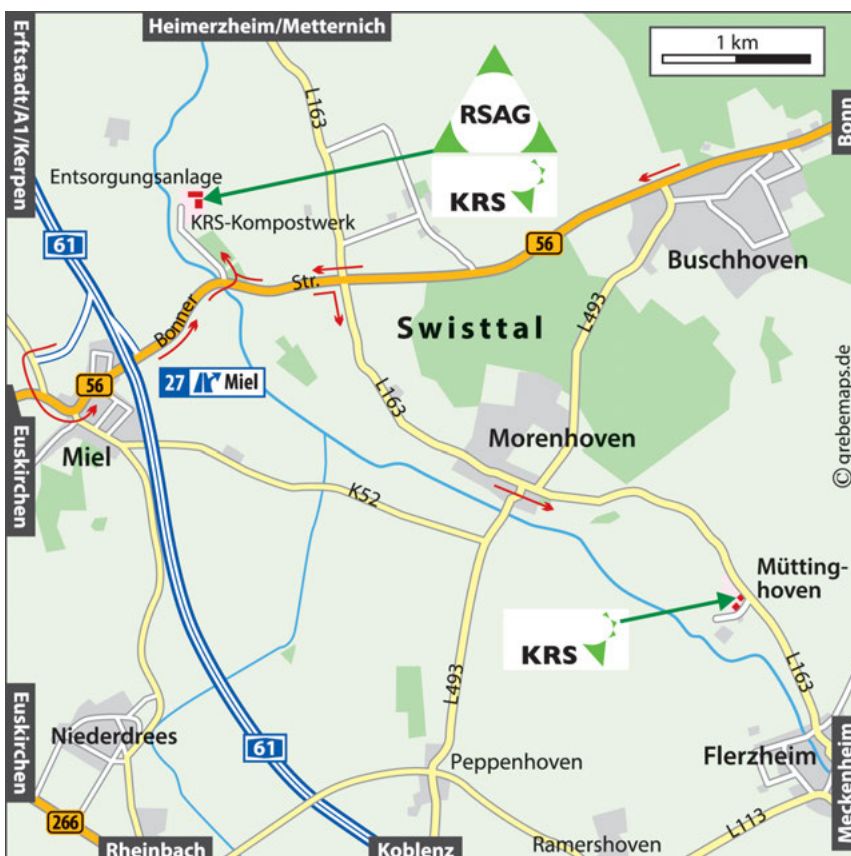 Heimerzheim/Metternich
Erftstadt/A1/Kerpen
1 km
L163
RSAG
KRS
Bonn
Entsorgungsanlage
KRS-Kompostwerk
61
56
Buschhoven
Str.
Bonner
Swisttal
L493
27 Miel
56
L163
Miel
Morenhoven
© grebemaps.de
Euskirchen
K52
Mütting-
hoven
KRS
L163
L493
Euskirchen
Niederdrees
61
Peppenhoven
Flerzheim
Meckenheim
266
Rheinbach
Koblenz
Ramershoven
L113